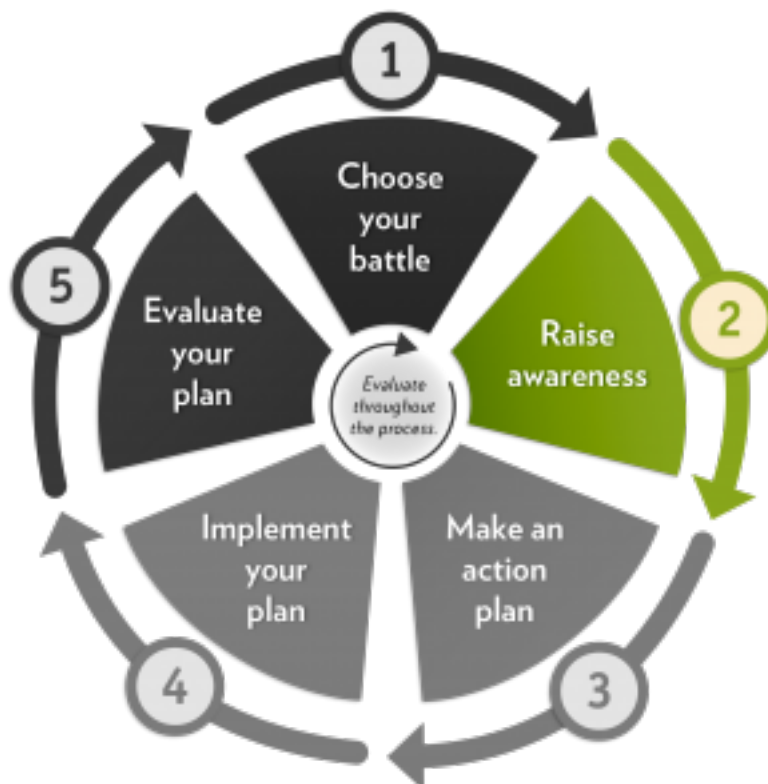 1
Choose
your
battle
2
Raise
awareness
3
Make an
action
plan
4
Implement
your
plan
5
Evaluate
your
plan
Evaluate
throughout
the process.